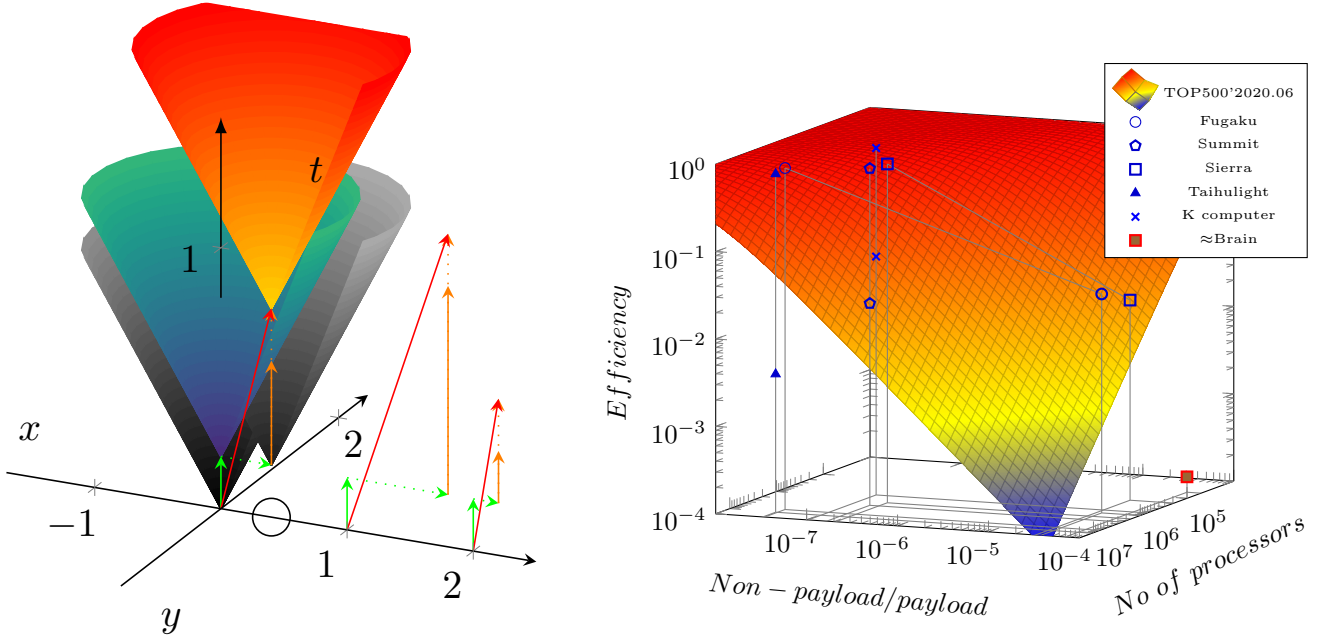 t
1
x
−1
2
1
2
y
TOP500'2020.06
Fugaku
Summit
Sierra
Taihulight
K computer
≈Brain
10^0
10^−1
10^−2
10^−3
10^−4
Efficiency
10^−7
10^−6
10^−5
10^−4
Non − payload/payload
10^7
10^6
10^5
No of processors